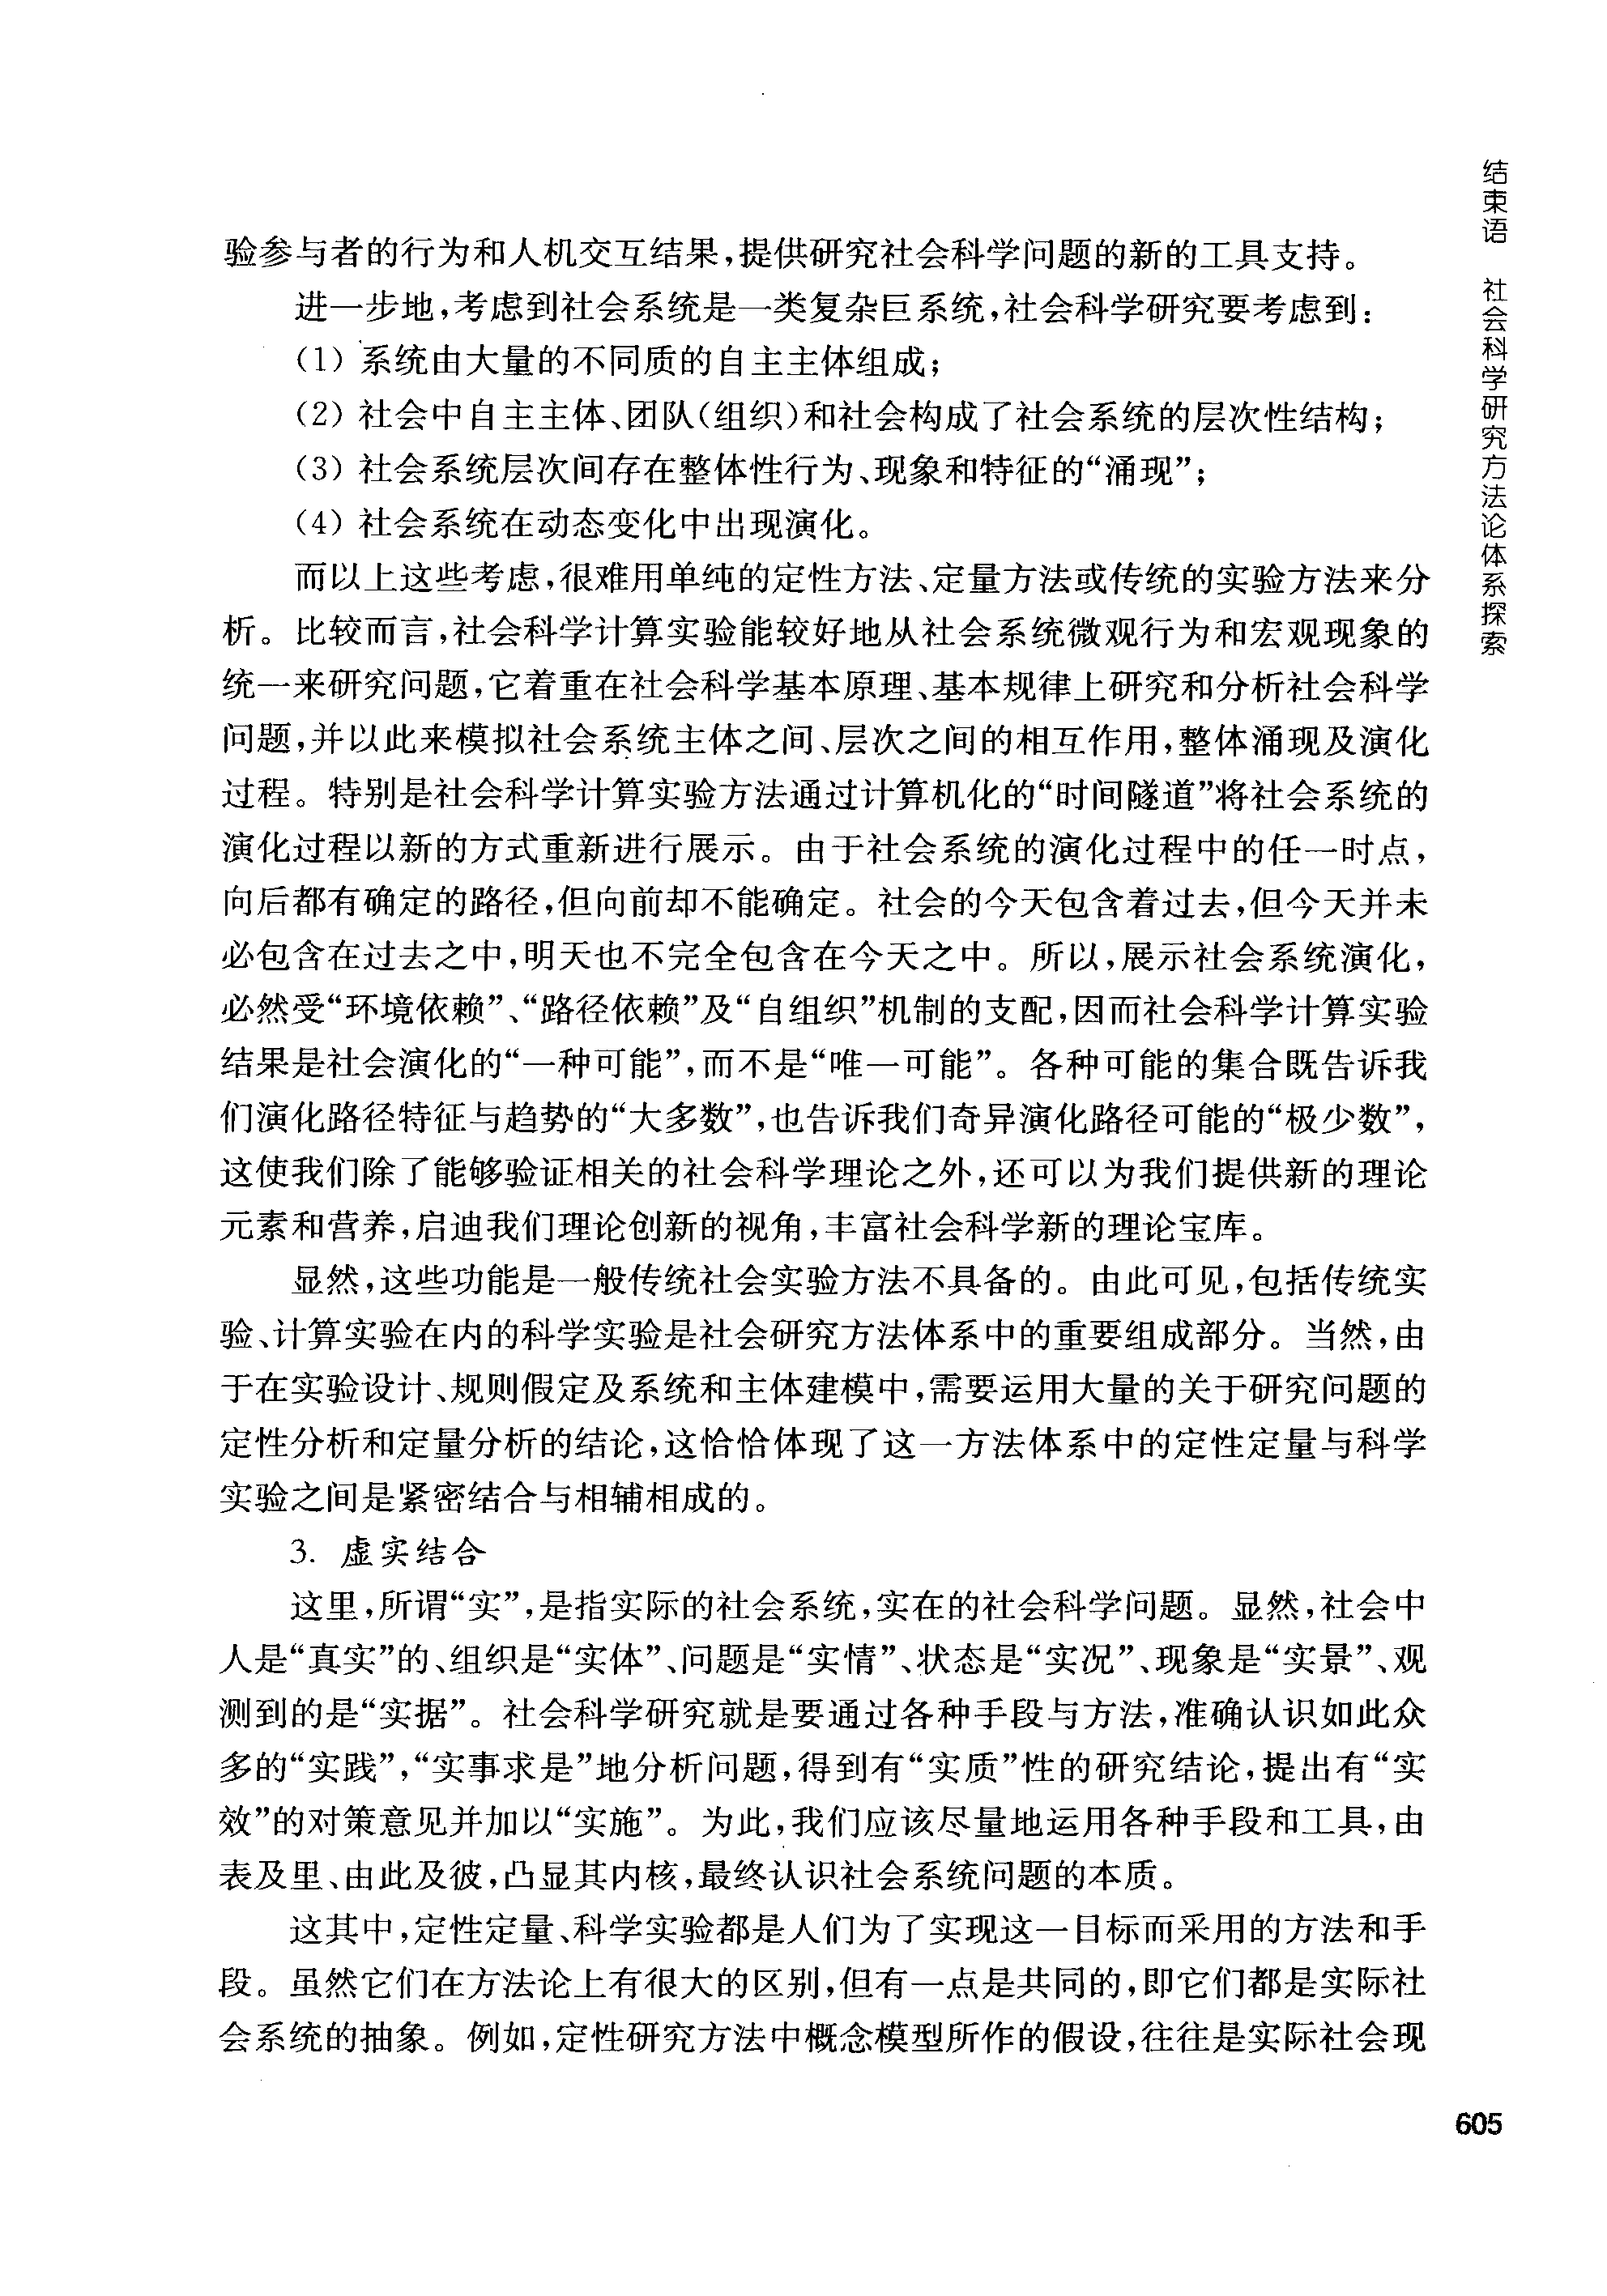 结束语 社会科学研究方法论体系探索
验参与者的行为和人机交互结果,提供研究社会科学问题的新的工具支持。
进一步地,考虑到社会系统是一类复杂巨系统,社会科学研究要考虑到:
(1) 系统由大量的不同质的自主主体组成;
(2) 社会中自主主体、团队(组织)和社会构成了社会系统的层次性结构;
(3) 社会系统层次间存在整体性行为、现象和特征的“涌现”;
(4) 社会系统在动态变化中出现演化。
而以上这些考虑,很难用单纯的定性方法、定量方法或传统的实验方法来分
析。比较而言,社会科学计算实验能较好地从社会系统微观行为和宏观现象的
统一来研究问题,它着重在社会科学基本原理、基本规律上研究和分析社会科学
问题,并以此来模拟社会系统主体之间、层次之间的相互作用,整体涌现及演化
过程。特别是社会科学计算实验方法通过计算机化的“时间隧道”将社会系统的
演化过程以新的方式重新进行展示。由于社会系统的演化过程中的任一时点,
向后都有确定的路径,但向前却不能确定。社会的今天包含着过去,但今天并未
必包含在过去之中,明天也不完全包含在今天之中。所以,展示社会系统演化,
必然受“环境依赖”、“路径依赖”及“自组织”机制的支配,因而社会科学计算实验
结果是社会演化的“一种可能”,而不是“唯一可能”。各种可能的集合既告诉我
们演化路径特征与趋势的“大多数”,也告诉我们奇异演化路径可能的“极少数”,
这使我们除了能够验证相关的社会科学理论之外,还可以为我们提供新的理论
元素和营养,启迪我们理论创新的视角,丰富社会科学新的理论宝库。
显然,这些功能是一般传统社会实验方法不具备的。由此可见,包括传统实
验、计算实验在内的科学实验是社会研究方法体系中的重要组成部分。当然,由
于在实验设计、规则假定及系统和主体建模中,需要运用大量的关于研究问题的
定性分析和定量分析的结论,这恰恰体现了这一方法体系中的定性定量与科学
实验之间是紧密结合与相辅相成的。
3. 虚实结合
这里,所谓“实”,是指实际的社会系统,实在的社会科学问题。显然,社会中
人是“真实”的、组织是“实体”、问题是“实情”、状态是“实况”、现象是“实景”、观
测到的是“实据”。社会科学研究就是要通过各种手段与方法,准确认识如此众
多的“实践”,“实事求是”地分析问题,得到有“实质”性的研究结论,提出有“实
效”的对策意见并加以“实施”。为此,我们应该尽量地运用各种手段和工具,由
表及里、由此及彼,凸显其内核,最终认识社会系统问题的本质。
这其中,定性定量、科学实验都是人们为了实现这一目标而采用的方法和手
段。虽然它们在方法论上有很大的区别,但有一点是共同的,即它们都是实际社
会系统的抽象。例如,定性研究方法中概念模型所作的假设,往往是实际社会现
605